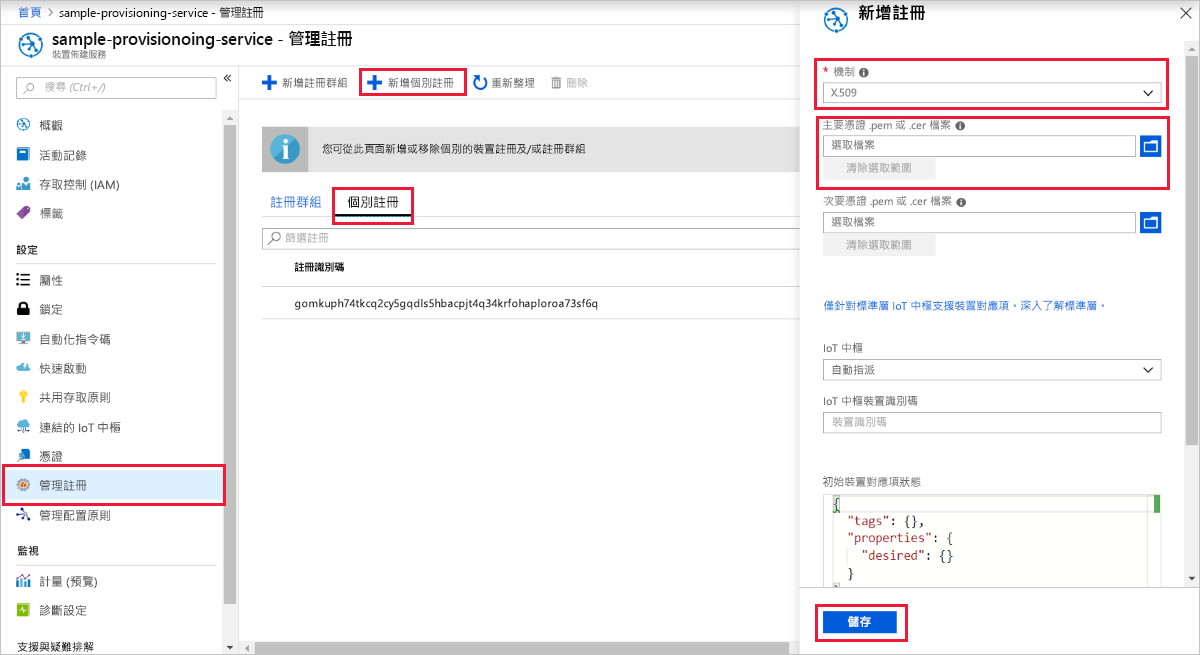 首頁 > sample-provisioning-service - 管理註冊
sample-provisionoing-service - 管理註冊
裝置佈建服務
搜尋 (Ctrl+/)
概觀
活動記錄
存取控制 (IAM)
標籤
設定
屬性
鎖定
自動化指令碼
快速啟動
共用存取原則
連結的 IoT 中樞
憑證
管理註冊
管理配置原則
監視
計量 (預覽)
診斷設定
支援與疑難排解
新增註冊群組
新增個別註冊
重新整理
刪除
您可從此頁面新增或移除個別的裝置註冊及/或註冊群組
註冊群組
個別註冊
篩選註冊
註冊識別碼
gomkuph74tkcq2cy5gqdls5hbacpjt4q34krfohaploroa73sf6q
新增註冊
* 機制
X.509
主要憑證 .pem 或 .cer 檔案
選取檔案
清除選取範圍
次要憑證 .pem 或 .cer 檔案
選取檔案
清除選取範圍
僅針對標準層 IoT 中樞支援裝置對應項。深入了解標準層。
IoT 中樞
自動指派
IoT 中樞裝置識別碼
裝置識別碼
初始裝置對應項狀態
{
"tags": {},
"properties": {
"desired": {}
}
儲存